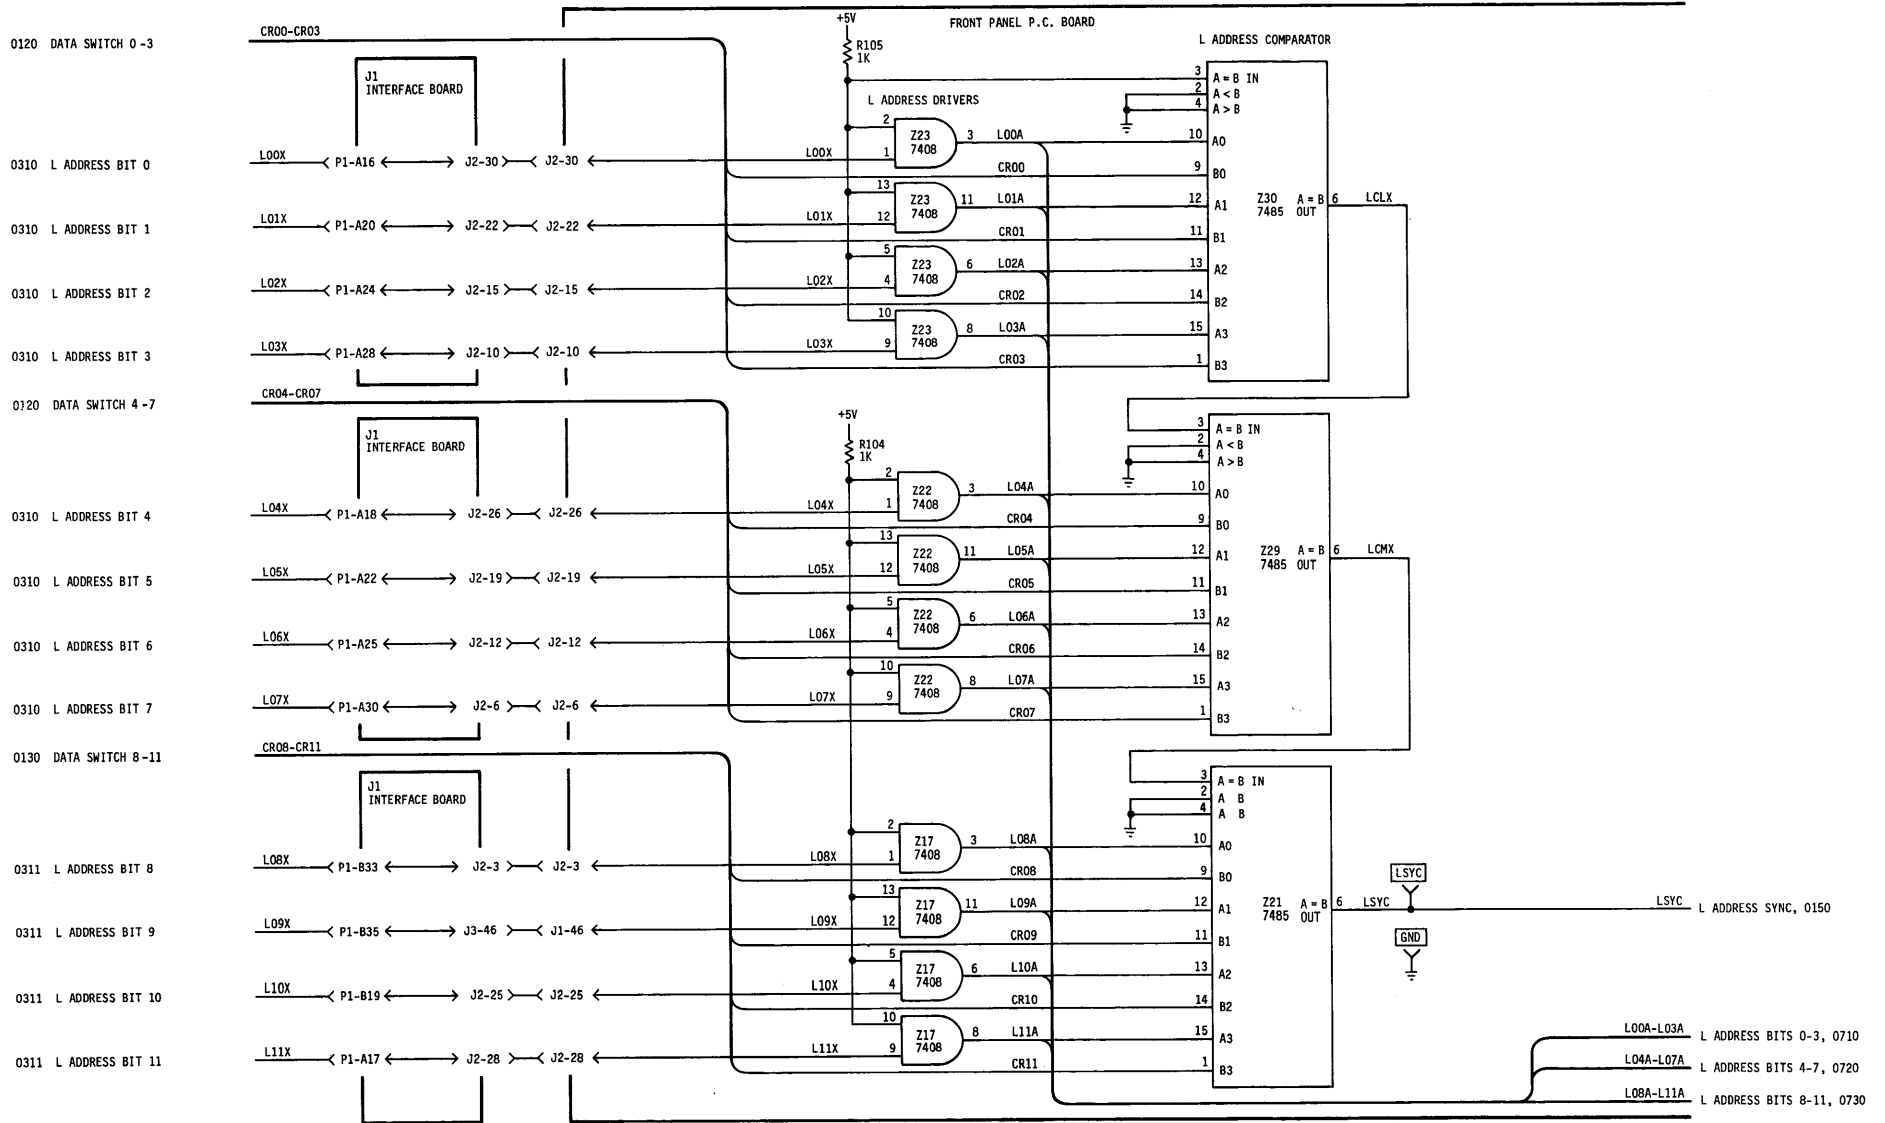 +5V
FRONT PANEL P.C. BOARD
0120 DATA SWITCH 0-3
CR00-CR03
R105
1K
L ADDRESS COMPARATOR
J1
INTERFACE BOARD
L ADDRESS DRIVERS
3 A=B IN
2 A<B
4 A>B
0310 L ADDRESS BIT 0 L00X P1-A16 J2-30 J2-30 L00X
2
1
Z23
7408
3 L00A 10 A0
CR00 9 B0
0310 L ADDRESS BIT 1 L01X P1-A20 J2-22 J2-22 L01X
13
12
Z23
7408
11 L01A 12 A1
CR01 11 B1
Z30 A=B 6 LCLX
7485 OUT
0310 L ADDRESS BIT 2 L02X P1-A24 J2-15 J2-15 L02X
5
4
Z23
7408
6 L02A 13 A2
CR02 14 B2
0310 L ADDRESS BIT 3 L03X P1-A28 J2-10 J2-10 L03X
10
9
Z23
7408
8 L03A 15 A3
CR03 1 B3
0120 DATA SWITCH 4-7
CR04-CR07
+5V
R104
1K
J1
INTERFACE BOARD
3 A=B IN
2 A<B
4 A>B
0310 L ADDRESS BIT 4 L04X P1-A18 J2-26 J2-26 L04X
2
1
Z22
7408
3 L04A 10 A0
CR04 9 B0
0310 L ADDRESS BIT 5 L05X P1-A22 J2-19 J2-19 L05X
13
12
Z22
7408
11 L05A 12 A1
CR05 11 B1
Z29 A=B 6 LCMX
7485 OUT
0310 L ADDRESS BIT 6 L06X P1-A25 J2-12 J2-12 L06X
5
4
Z22
7408
6 L06A 13 A2
CR06 14 B2
0310 L ADDRESS BIT 7 L07X P1-A30 J2-6 J2-6 L07X
10
9
Z22
7408
8 L07A 15 A3
CR07 1 B3
0130 DATA SWITCH 8-11
CR08-CR11
J1
INTERFACE BOARD
3 A=B IN
2 A B
4 A B
0311 L ADDRESS BIT 8 L08X P1-B33 J2-3 J2-3 L08X
2
1
Z17
7408
3 L08A 10 A0
CR08 9 B0
0311 L ADDRESS BIT 9 L09X P1-B35 J3-46 J1-46 L09X
13
12
Z17
7408
11 L09A 12 A1
CR09 11 B1
Z21 A=B 6 LSYC
7485 OUT
LSYC
GND
LSYC L ADDRESS SYNC, 0150
0311 L ADDRESS BIT 10 L10X P1-B19 J2-25 J2-25 L10X
5
4
Z17
7408
6 L10A 13 A2
CR10 14 B2
0311 L ADDRESS BIT 11 L11X P1-A17 J2-28 J2-28 L11X
10
9
Z17
7408
8 L11A 15 A3
CR11 1 B3
L00A-L03A L ADDRESS BITS 0-3, 0710
L04A-L07A L ADDRESS BITS 4-7, 0720
L08A-L11A L ADDRESS BITS 8-11, 0730